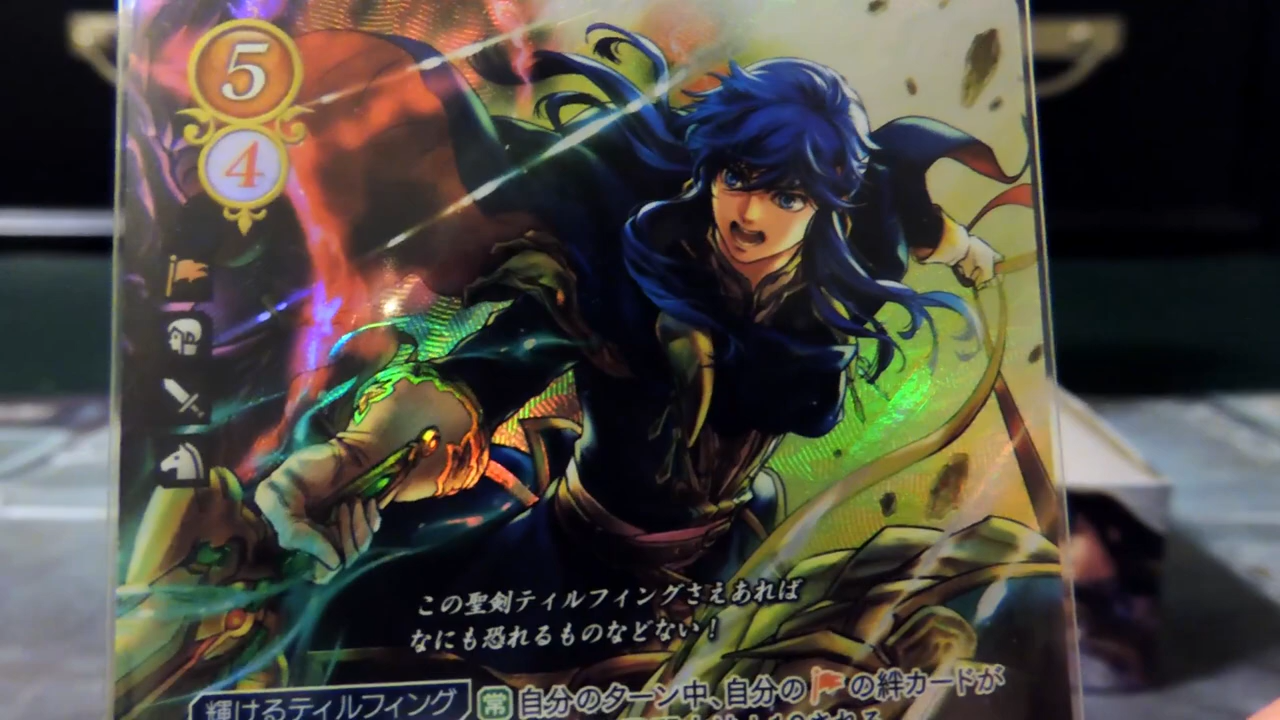 5
4
この聖剣ティルフィングさえあれば
なにも恐れるものなどない！
輝けるティルフィング 常 自分のターン中、自分の の絆カードが